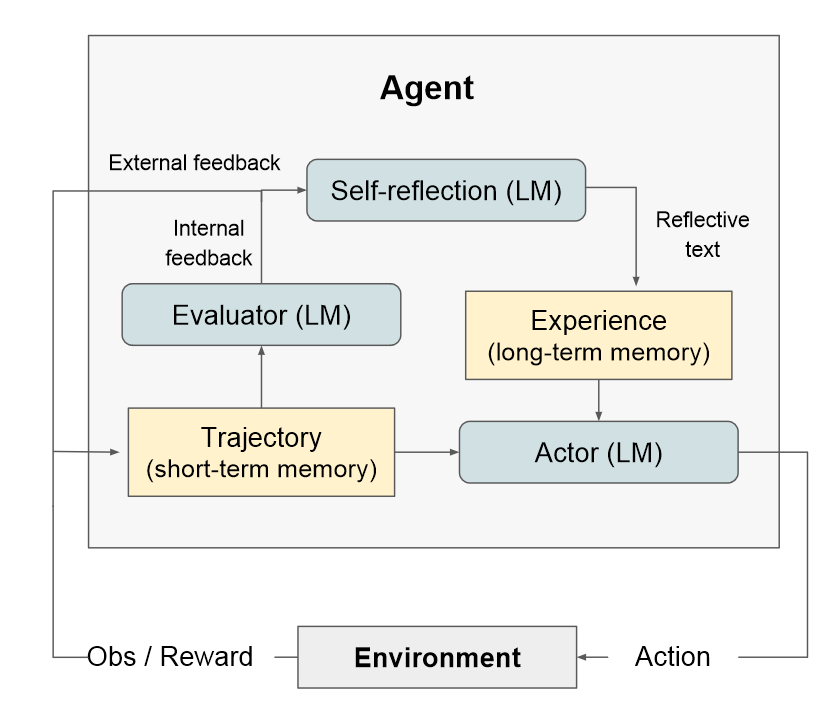 Agent
External feedback
Self-reflection (LM)
Internal
feedback
Reflective
text
Evaluator (LM)
Experience
(long-term memory)
Trajectory
(short-term memory)
Actor (LM)
Obs / Reward
Environment
Action